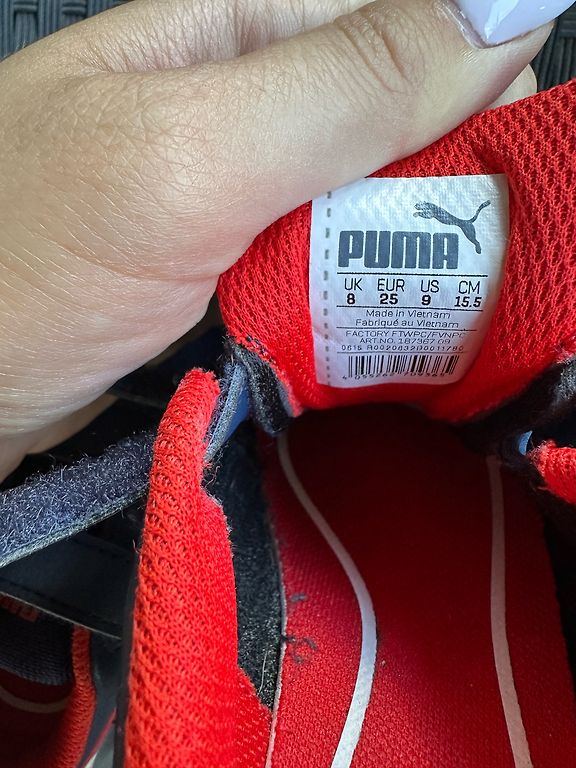 PUMA
UK EUR US CM
8 25 9 15.5
Made in Vietnam
Fabriqué au Vietnam
FACTORY FTWPC/FVNPC
ART.NO. 187367 09